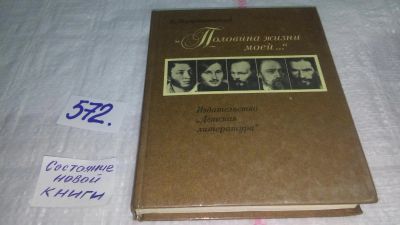 „Половина жизни
моей..."
Издательство
„Детская
литература"
572.
Состояние
новой
книги